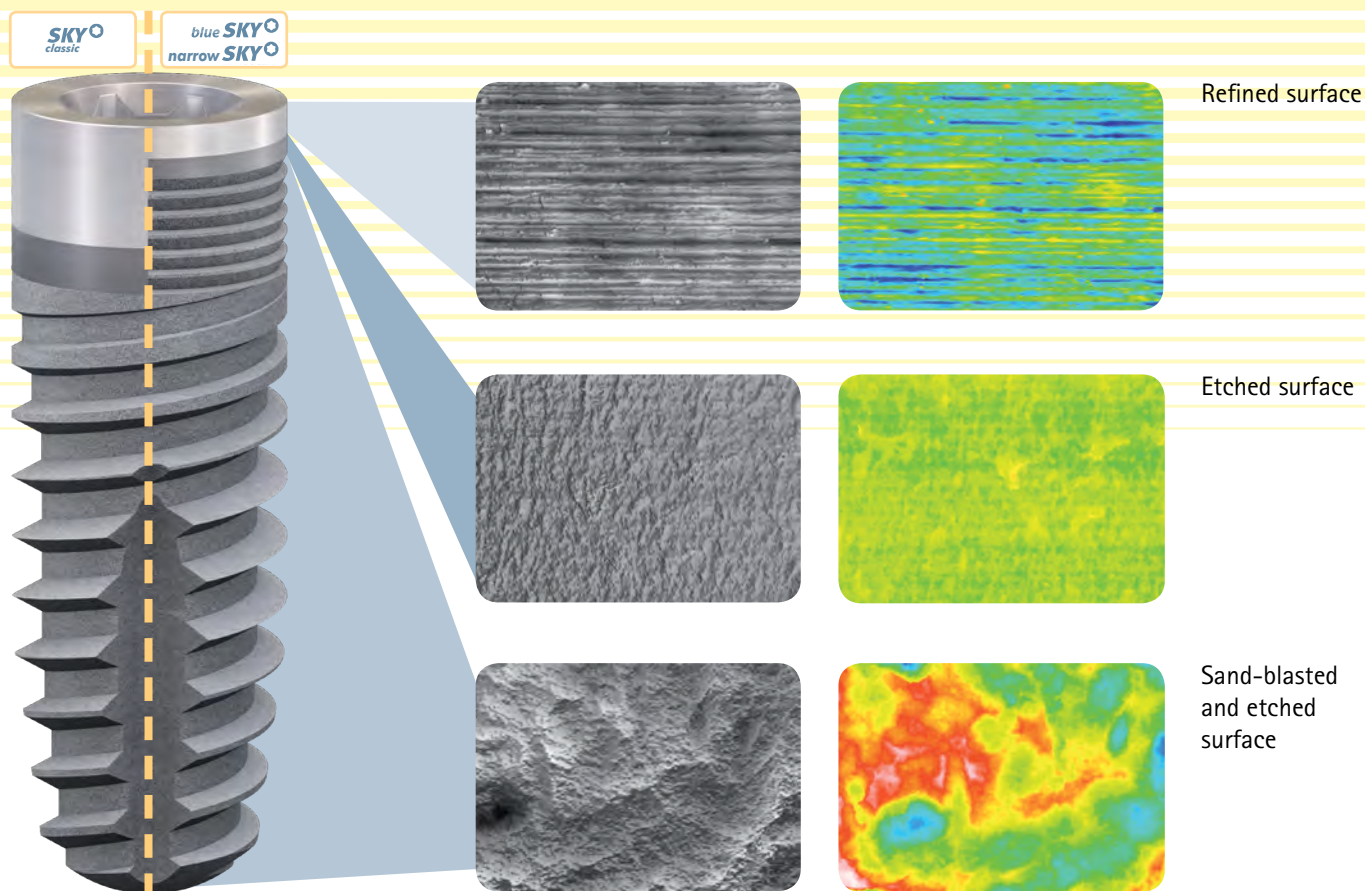 SKY
classic
blue SKY
narrow SKY
Refined surface
Etched surface
Sand-blasted
and etched
surface